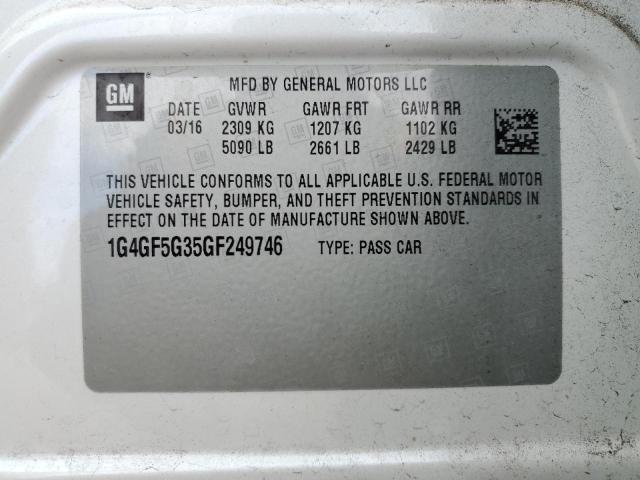 GM ® MFD BY GENERAL MOTORS LLC
DATE GVWR GAWR FRT GAWR RR
03/16 2309 KG 1207 KG 1102 KG
5090 LB 2661 LB 2429 LB
THIS VEHICLE CONFORMS TO ALL APPLICABLE U.S. FEDERAL MOTOR
VEHICLE SAFETY, BUMPER, AND THEFT PREVENTION STANDARDS IN
EFFECT ON THE DATE OF MANUFACTURE SHOWN ABOVE.
1G4GF5G35GF249746 TYPE: PASS CAR